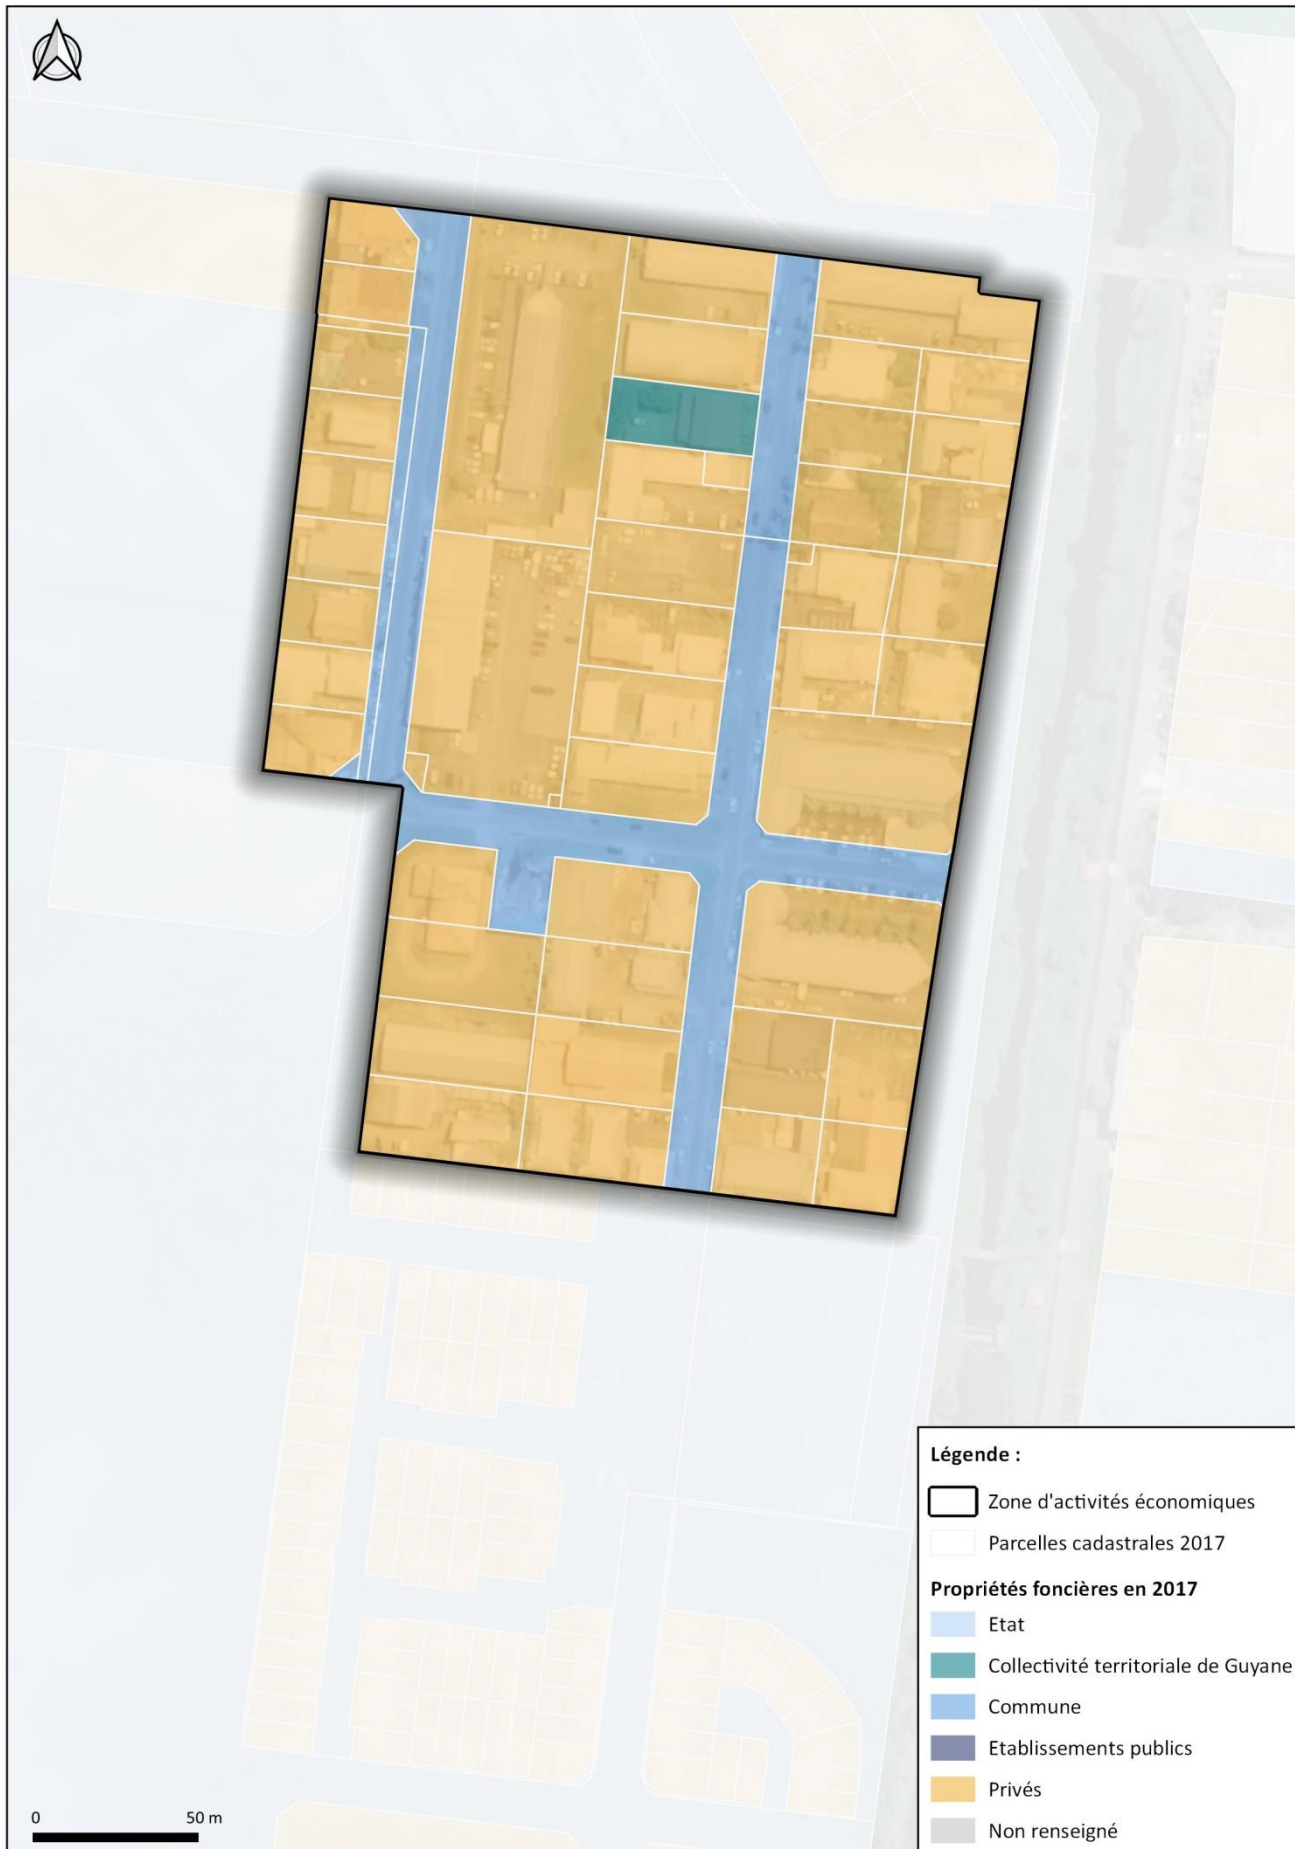 Légende :
Zone d'activités économiques
Parcelles cadastrales 2017
Propriétés foncières en 2017
Etat
Collectivité territoriale de Guyane
Commune
Etablissements publics
Privés
Non renseigné
0 50 m